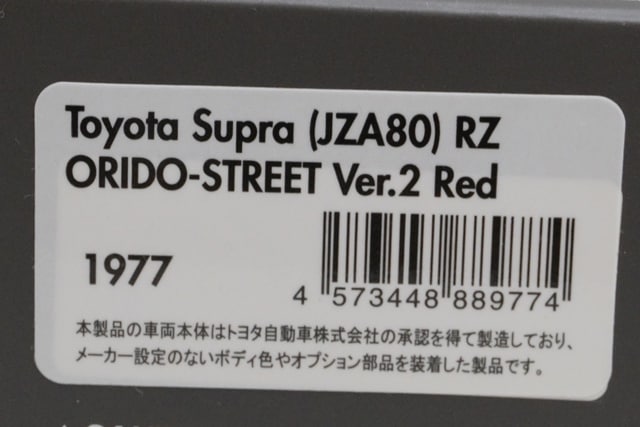 Toyota Supra (JZA80) RZ
ORIDO-STREET Ver.2 Red
1977
4 573448 889774
本製品の車両本体はトヨタ自動車株式会社の承認を得て製造しており、
メーカー設定のないボディ色やオプション部品を装着した製品です。